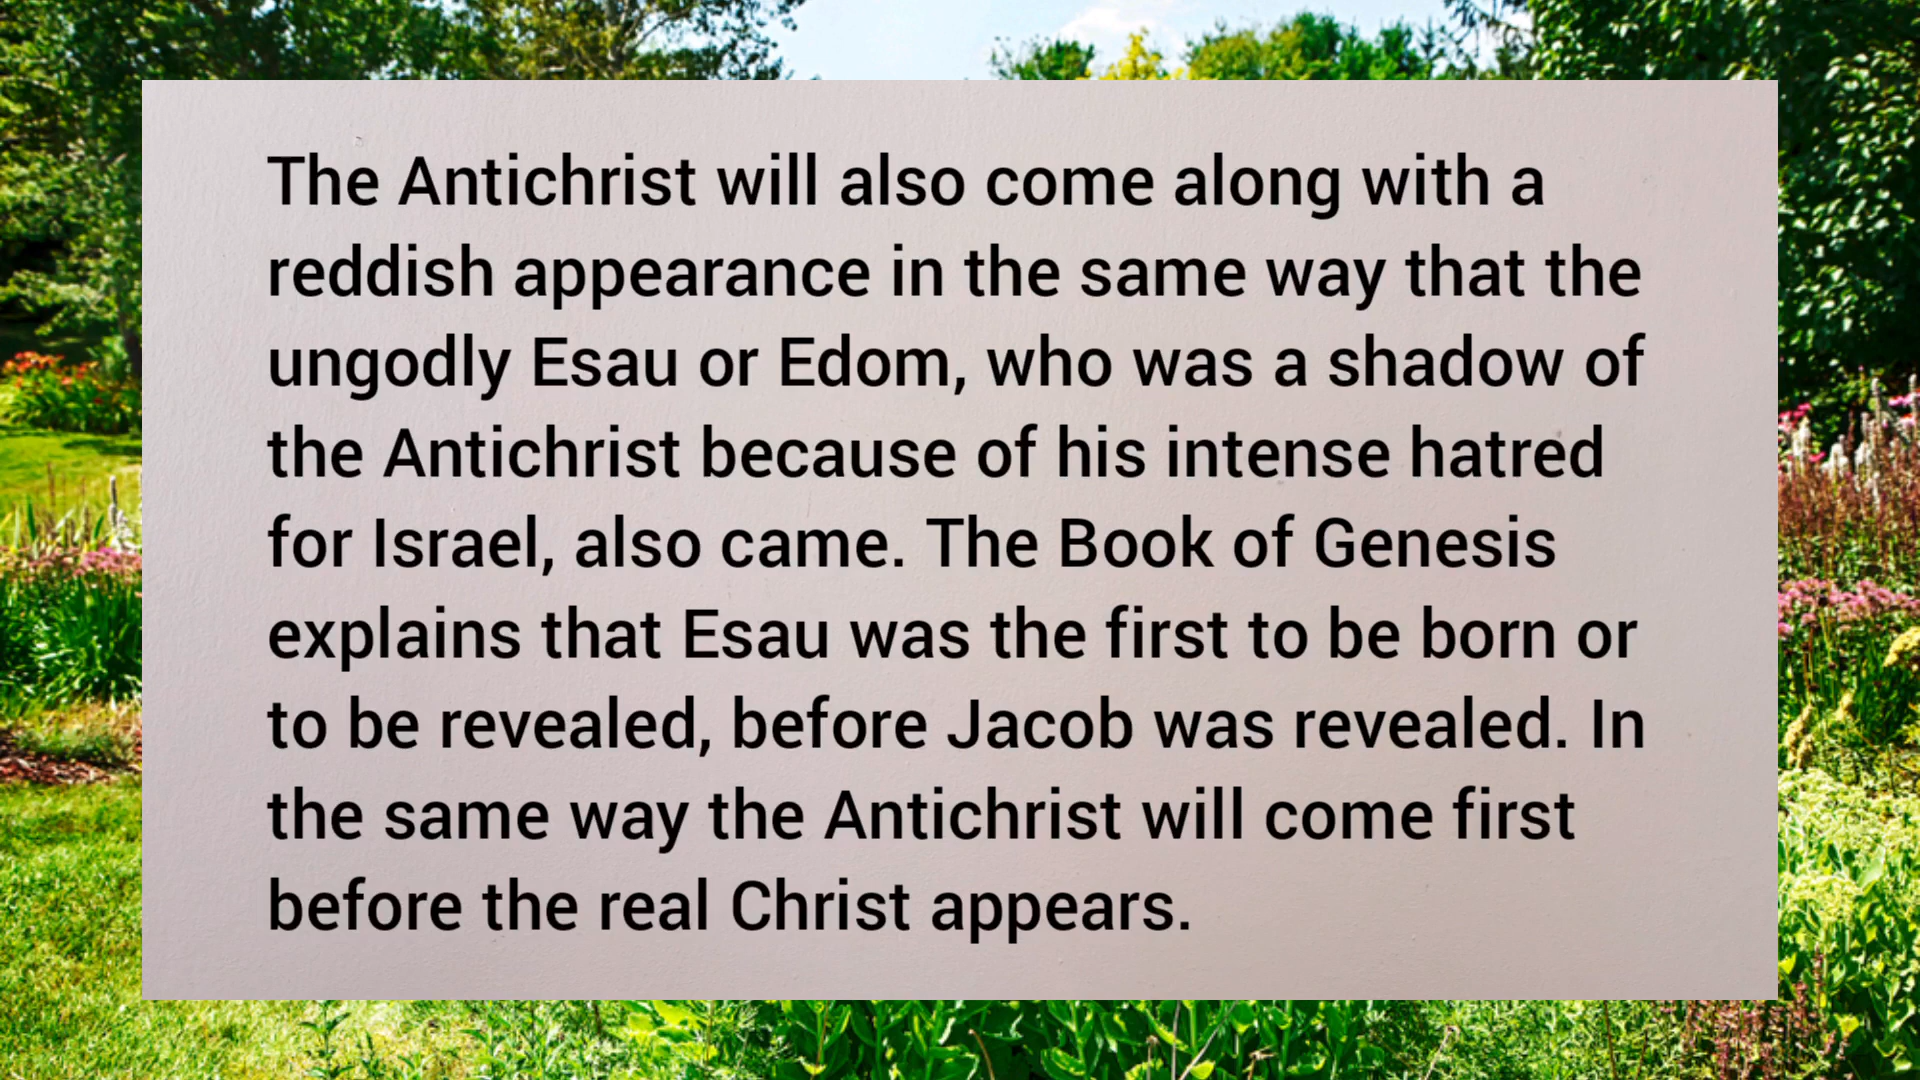 The Antichrist will also come along with a
reddish appearance in the same way that the
ungodly Esau or Edom, who was a shadow of
the Antichrist because of his intense hatred
for Israel, also came. The Book of Genesis
explains that Esau was the first to be born or
to be revealed, before Jacob was revealed. In
the same way the Antichrist will come first
before the real Christ appears.